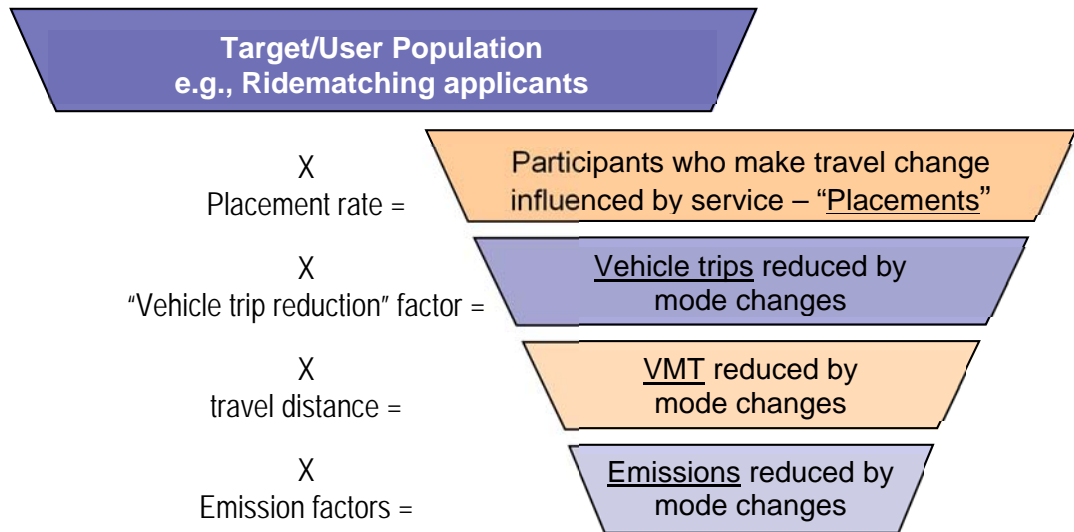 Target/User Population
e.g., Ridematching applicants
X
Placement rate =
Participants who make travel change
influenced by service – “Placements”
X
“Vehicle trip reduction” factor =
Vehicle trips reduced by
mode changes
X
travel distance =
VMT reduced by
mode changes
X
Emission factors =
Emissions reduced by
mode changes